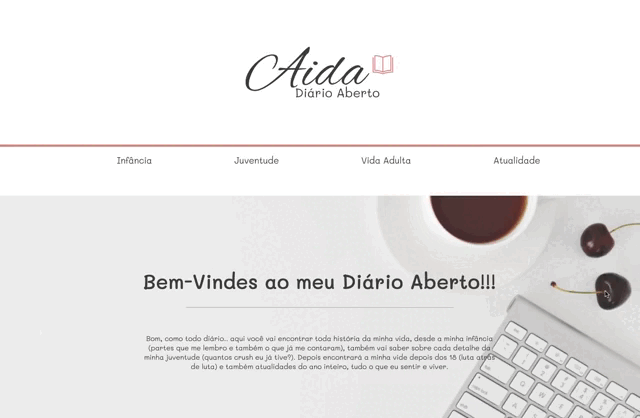 Aida
Diário Aberto
Infância Juventude Vida Adulta Atualidade
Bem-Vindes ao meu Diário Aberto!!!
Bom, como todo diário.. aqui você vai encontrar toda história da minha vida, desde a minha infância
(partes que me lembro e também o que já me contaram), também vai saber sobre cada detalhe da
minha juventude (quantos crush eu já tive?). Depois encontrará a minha vide depois dos 18 (luta atrás
de luta) e também atualidades do ano inteiro, tudo o que eu sentir e viver.